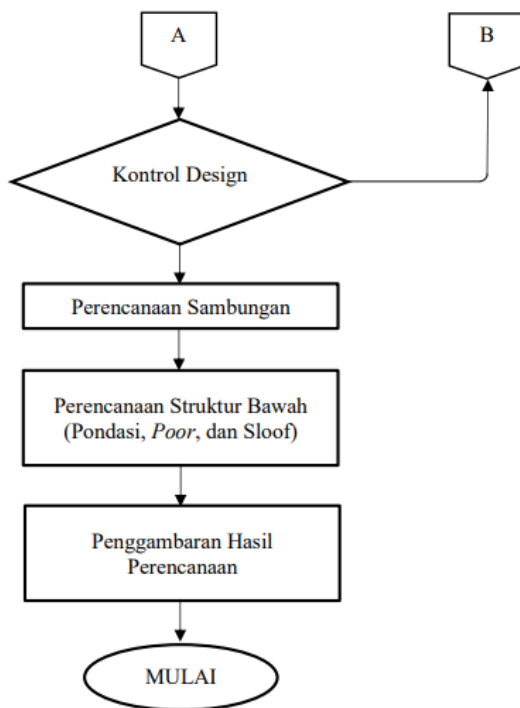 A
B
Kontrol Design
Perencanaan Sambungan
Perencanaan Struktur Bawah
(Pondasi, Poor, dan Sloof)
Penggambaran Hasil
Perencanaan
MULAI